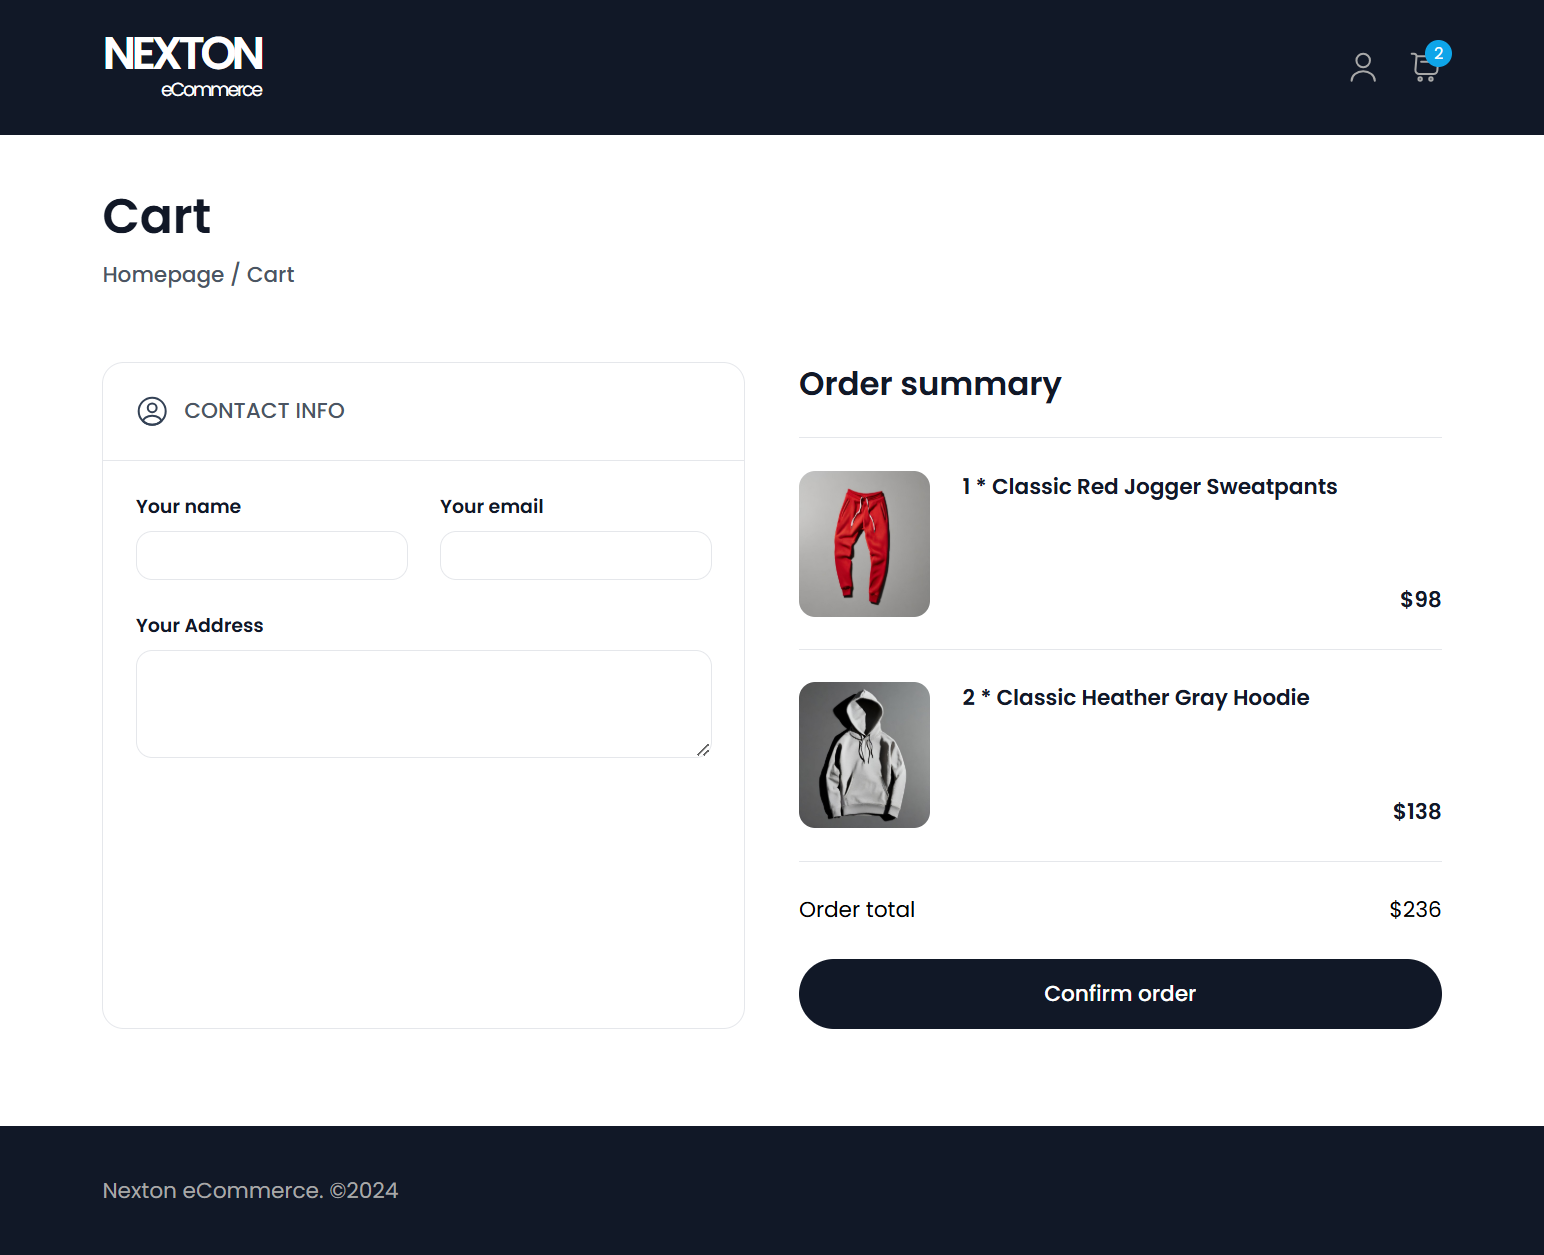 NEXTON
eCommerce
2
Cart
Homepage / Cart
CONTACT INFO
Your name
Your email
Your Address
Order summary
1 * Classic Red Jogger Sweatpants
$98
2 * Classic Heather Gray Hoodie
$138
Order total
$236
Confirm order
Nexton eCommerce. ©2024